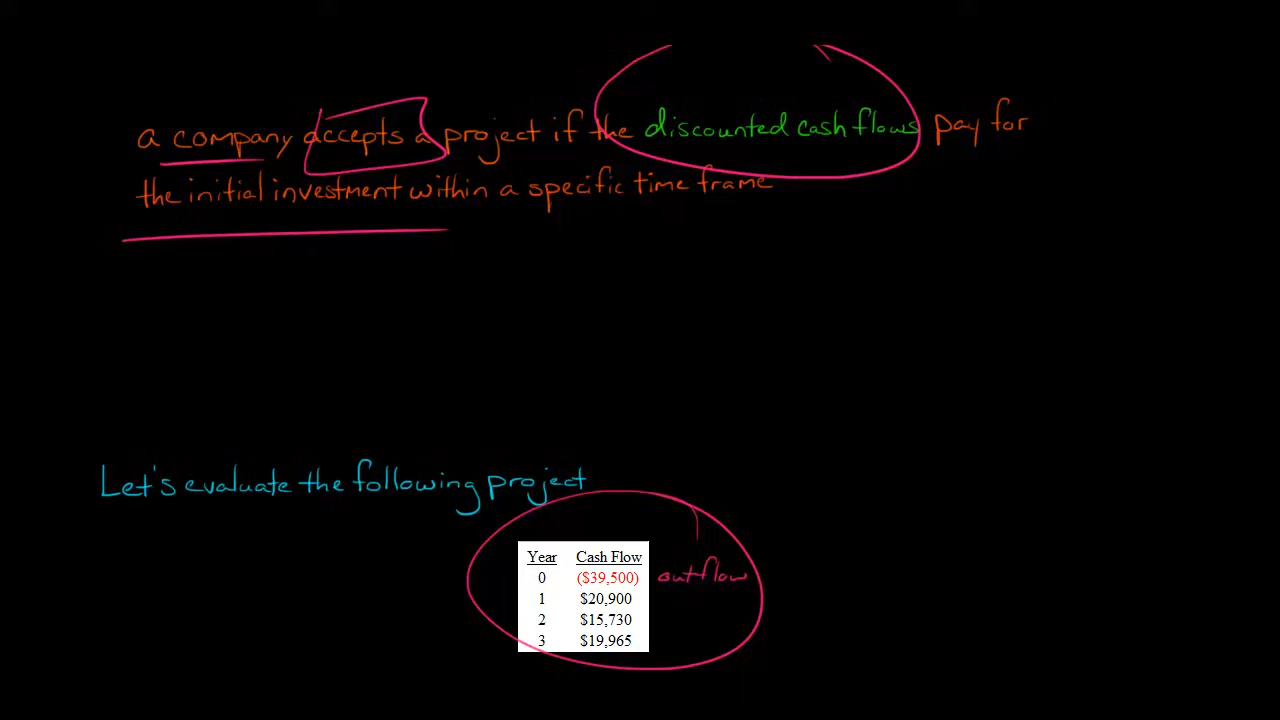 a company accepts a project if the discounted cash flows pay for
the initial investment within a specific time frame
Let's evaluate the following project
Year Cash Flow
0 ($39,500) outflow
1 $20,900
2 $15,730
3 $19,965